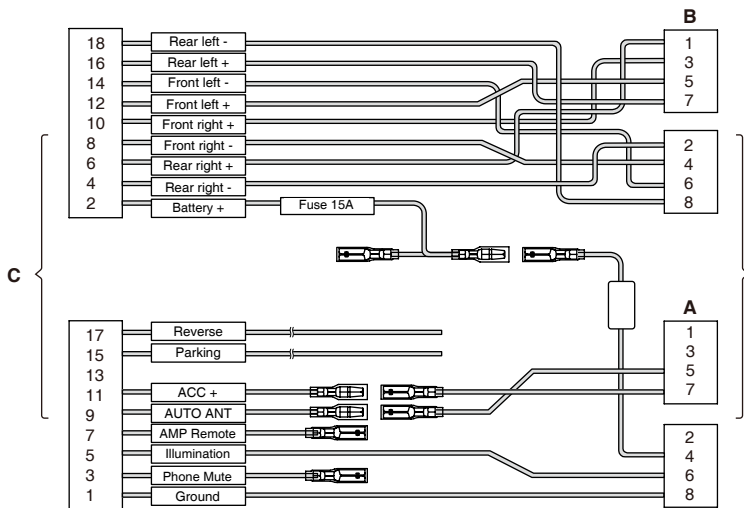 B
18 Rear left - 1
16 Rear left + 3
14 Front left - 5
12 Front left + 7
10 Front right +
8 Front right - 2
6 Rear right + 4
4 Rear right - 6
2 Battery + Fuse 15A 8
C
A
17 Reverse 1
15 Parking 3
13 5
11 ACC + 7
9 AUTO ANT
7 AMP Remote 2
5 Illumination 4
3 Phone Mute 6
1 Ground 8